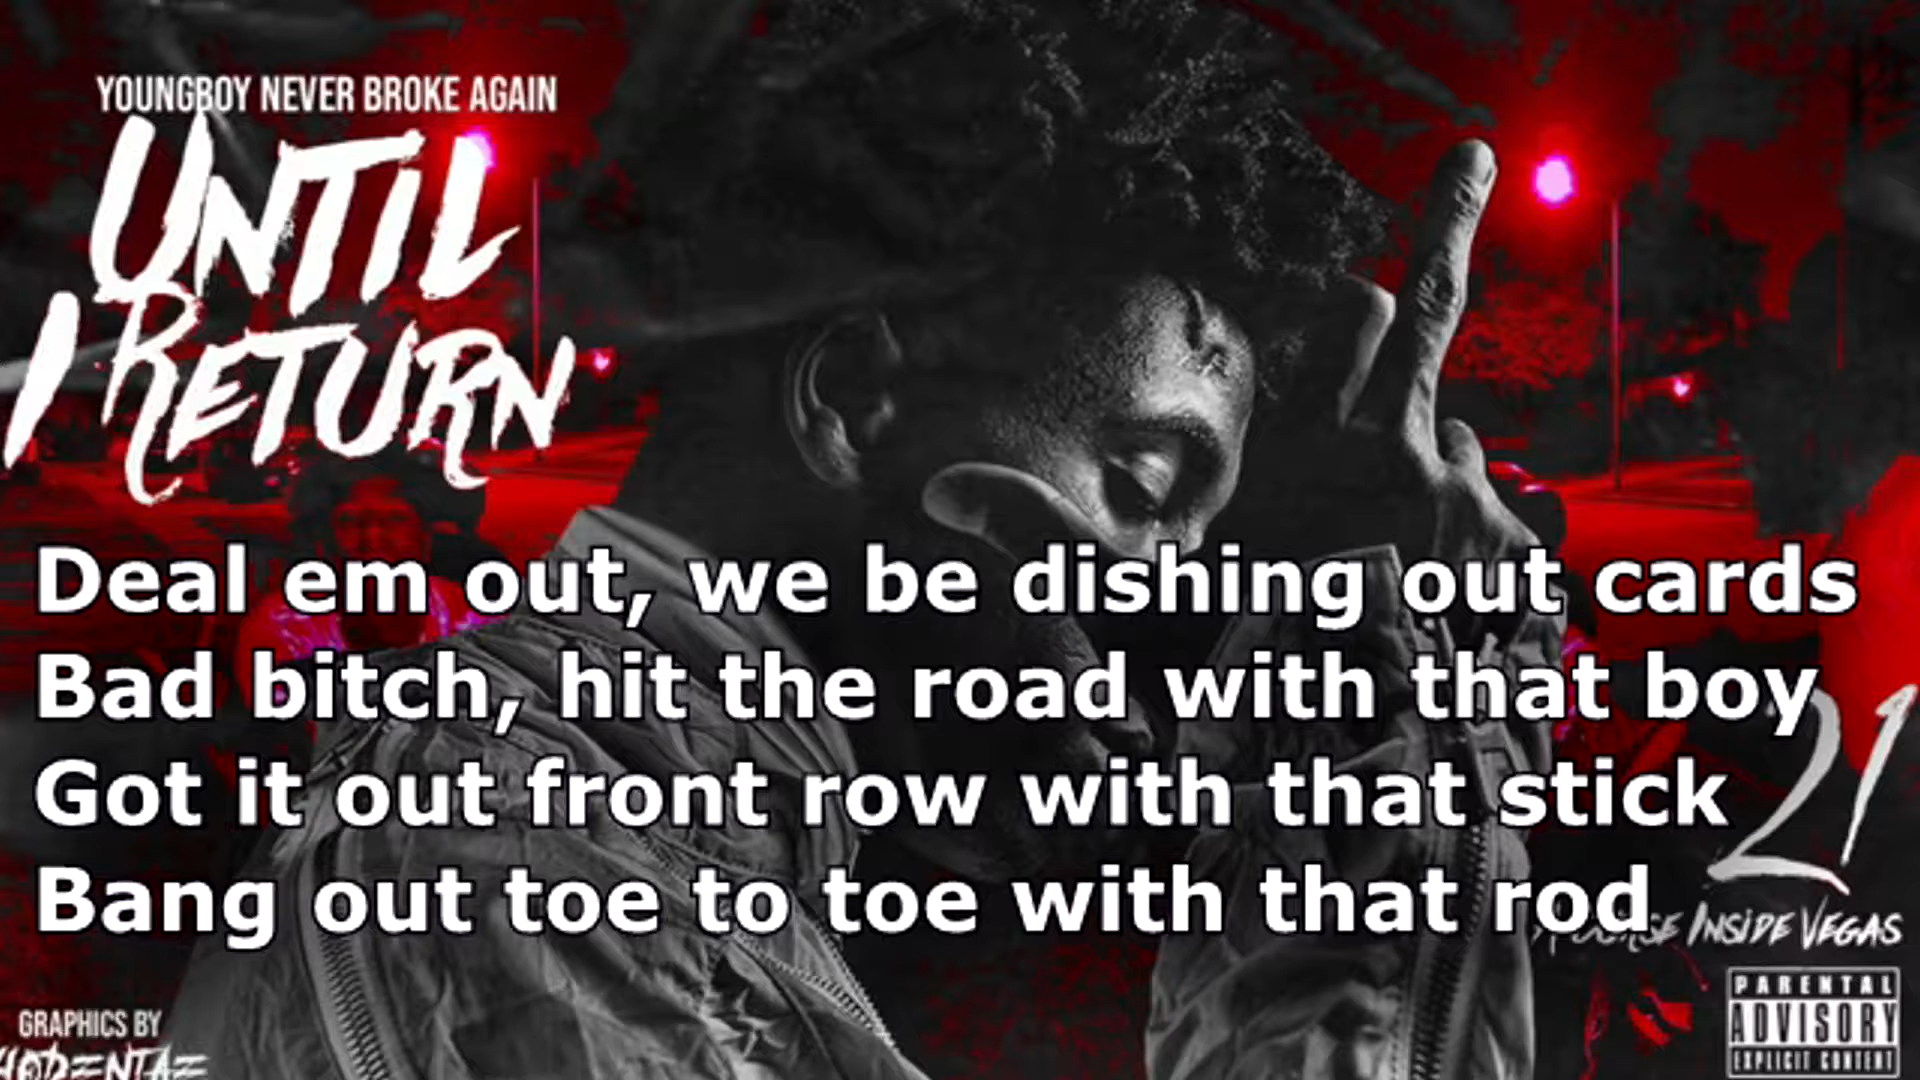 YOUNGBOY NEVER BROKE AGAIN
UNTIL
I RETURN
Deal em out, we be dishing out cards
Bad bitch, hit the road with that boy
Got it out front row with that stick
Bang out toe to toe with that rod
21
INSIDE VEGAS
GRAPHICS BY
PARENTAL
ADVISORY
EXPLICIT CONTENT